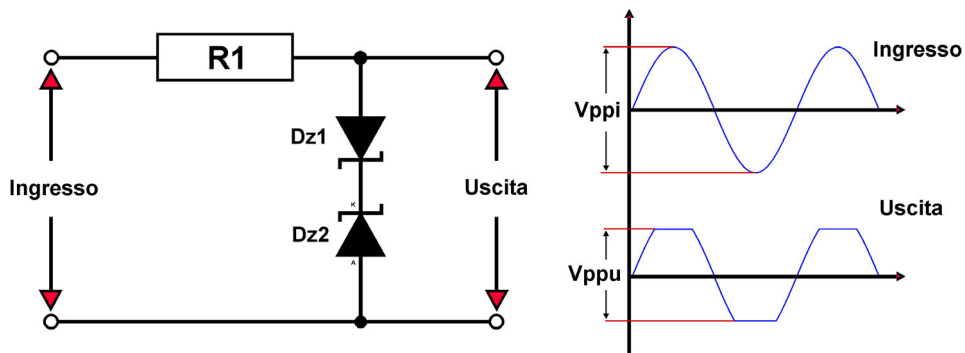 R1
Dz1
K
Dz2
A
Ingresso
Uscita
Ingresso
Vppi
Uscita
Vppu